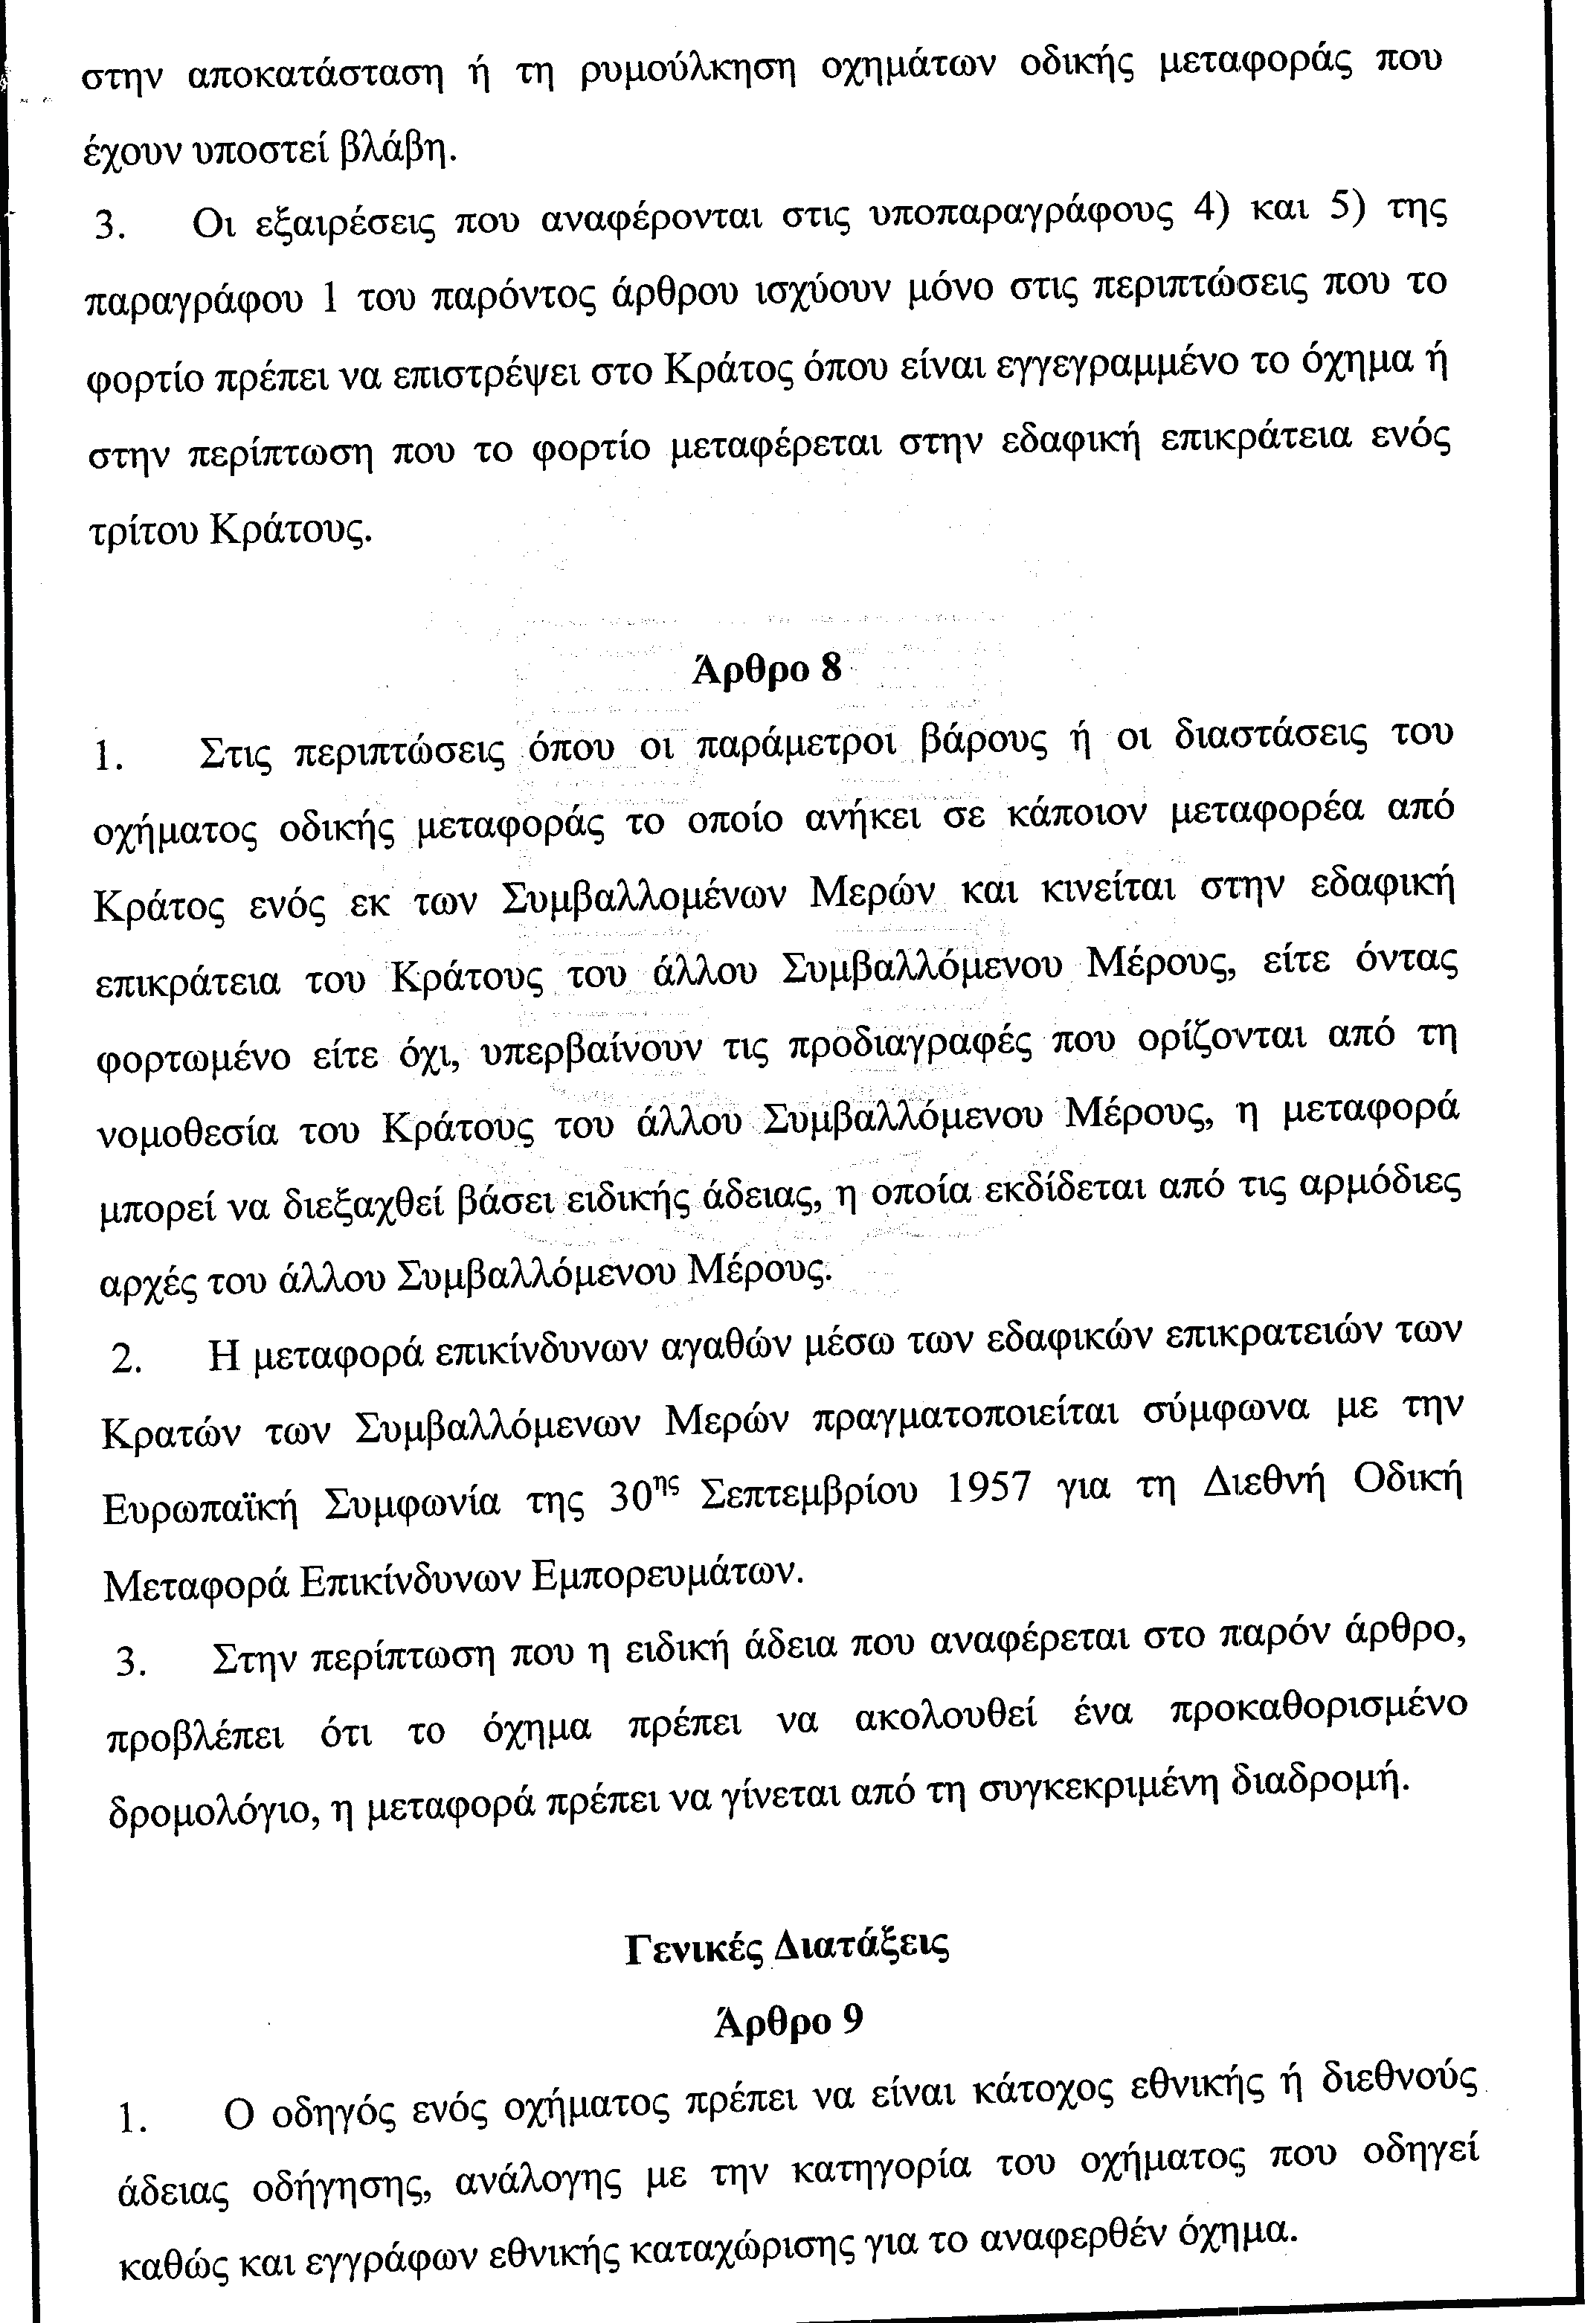 στην αποκατάσταση ή τη ρυμούλκηση οχημάτων οδικής μεταφοράς που
έχουν υποστεί βλάβη.
3. Οι εξαιρέσεις που αναφέρονται στις υποπαραγράφους 4) και 5) της
παραγράφου 1 του παρόντος άρθρου ισχύουν μόνο στις περιπτώσεις που το
φορτίο πρέπει να επιστρέψει στο Κράτος όπου είναι εγγεγραμμένο το όχημα ή
στην περίπτωση που το φορτίο μεταφέρεται στην εδαφική επικράτεια ενός
τρίτου Κράτους.
Άρθρο 8
1. Στις περιπτώσεις όπου οι παράμετροι βάρους ή οι διαστάσεις του
οχήματος οδικής μεταφοράς το οποίο ανήκει σε κάποιον μεταφορέα από
Κράτος ενός εκ των Συμβαλλομένων Μερών και κινείται στην εδαφική
επικράτεια του Κράτους του άλλου Συμβαλλόμενου Μέρους, είτε όντας
φορτωμένο είτε όχι, υπερβαίνουν τις προδιαγραφές που ορίζονται από τη
νομοθεσία του Κράτους του άλλου Συμβαλλόμενου Μέρους, η μεταφορά
μπορεί να διεξαχθεί βάσει ειδικής άδειας, η οποία εκδίδεται από τις αρμόδιες
αρχές του άλλου Συμβαλλόμενου Μέρους.
2. Η μεταφορά επικίνδυνων αγαθών μέσω των εδαφικών επικρατειών των
Κρατών των Συμβαλλόμενων Μερών πραγματοποιείται σύμφωνα με την
Ευρωπαϊκή Συμφωνία της 30ης Σεπτεμβρίου 1957 για τη Διεθνή Οδική
Μεταφορά Επικίνδυνων Εμπορευμάτων.
3. Στην περίπτωση που η ειδική άδεια που αναφέρεται στο παρόν άρθρο,
προβλέπει ότι το όχημα πρέπει να ακολουθεί ένα προκαθορισμένο
δρομολόγιο, η μεταφορά πρέπει να γίνεται από τη συγκεκριμένη διαδρομή.
Γενικές Διατάξεις
Άρθρο 9
1. Ο οδηγός ενός οχήματος πρέπει να είναι κάτοχος εθνικής ή διεθνούς
άδειας οδήγησης, ανάλογης με την κατηγορία του οχήματος που οδηγεί
καθώς και εγγράφων εθνικής καταχώρισης για το αναφερθέν όχημα.